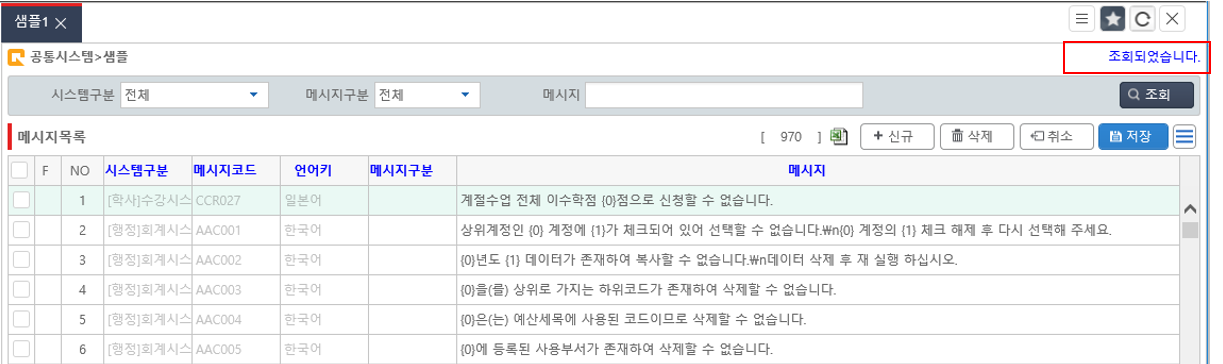 샘플1
공통시스템>샘플
조회되었습니다.
시스템구분 전체 메시지구분 전체 메시지 조회
메시지목록 [ 970 ] 신규 삭제 취소 저장
F NO 시스템구분 메시지코드 언어키 메시지구분 메시지
1 [학사]수강시스 CCR027 일본어 계절수업 전체 이수학점 {0}점으로 신청할 수 없습니다.
2 [행정]회계시스 AAC001 한국어 상위계정인 {0} 계정에 {1}가 체크되어 있어 선택할 수 없습니다.₩n{0} 계정의 {1} 체크 해제 후 다시 선택해 주세요.
3 [행정]회계시스 AAC002 한국어 {0}년도 {1} 데이터가 존재하여 복사할 수 없습니다.₩n데이터 삭제 후 재 실행 하십시오.
4 [행정]회계시스 AAC003 한국어 {0}을(를) 상위로 가지는 하위코드가 존재하여 삭제할 수 없습니다.
5 [행정]회계시스 AAC004 한국어 {0}은(는) 예산세목에 사용된 코드이므로 삭제할 수 없습니다.
6 [행정]회계시스 AAC005 한국어 {0}에 등록된 사용부서가 존재하여 삭제할 수 없습니다.